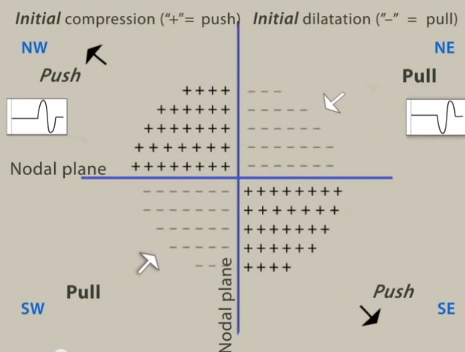 Initial compression ("+"= push)
Initial dilatation ("–" = pull)
NW
NE
Push
Pull
Nodal plane
+ + + +
– – –
+ + + + +
– – – –
+ + + + + +
– – – – –
+ + + + + + +
– – – – – –
+ + + + + + +
– – – – – –
– – – – – –
+ + + + + + + +
– – – – – –
+ + + + + + +
– – – – –
+ + + + + + +
– – – –
+ + + + + +
– – –
+ + + +
Nodal plane
Pull
Push
SW
SE